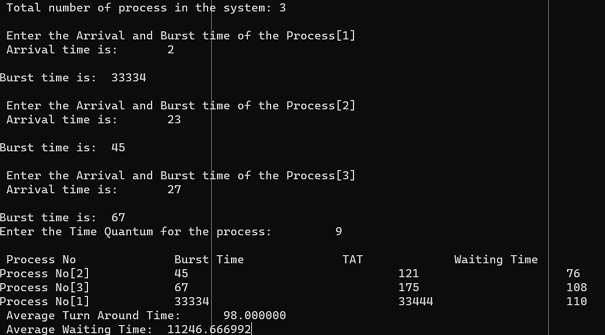 Total number of process in the system: 3
Enter the Arrival and Burst time of the Process[1]
Arrival time is: 2
Burst time is: 33334
Enter the Arrival and Burst time of the Process[2]
Arrival time is: 23
Burst time is: 45
Enter the Arrival and Burst time of the Process[3]
Arrival time is: 27
Burst time is: 67
Enter the Time Quantum for the process: 9
Process No Burst Time TAT Waiting Time
Process No[2] 45 121 76
Process No[3] 67 175 108
Process No[1] 33334 33444 110
Average Turn Around Time: 98.000000
Average Waiting Time: 11246.666992